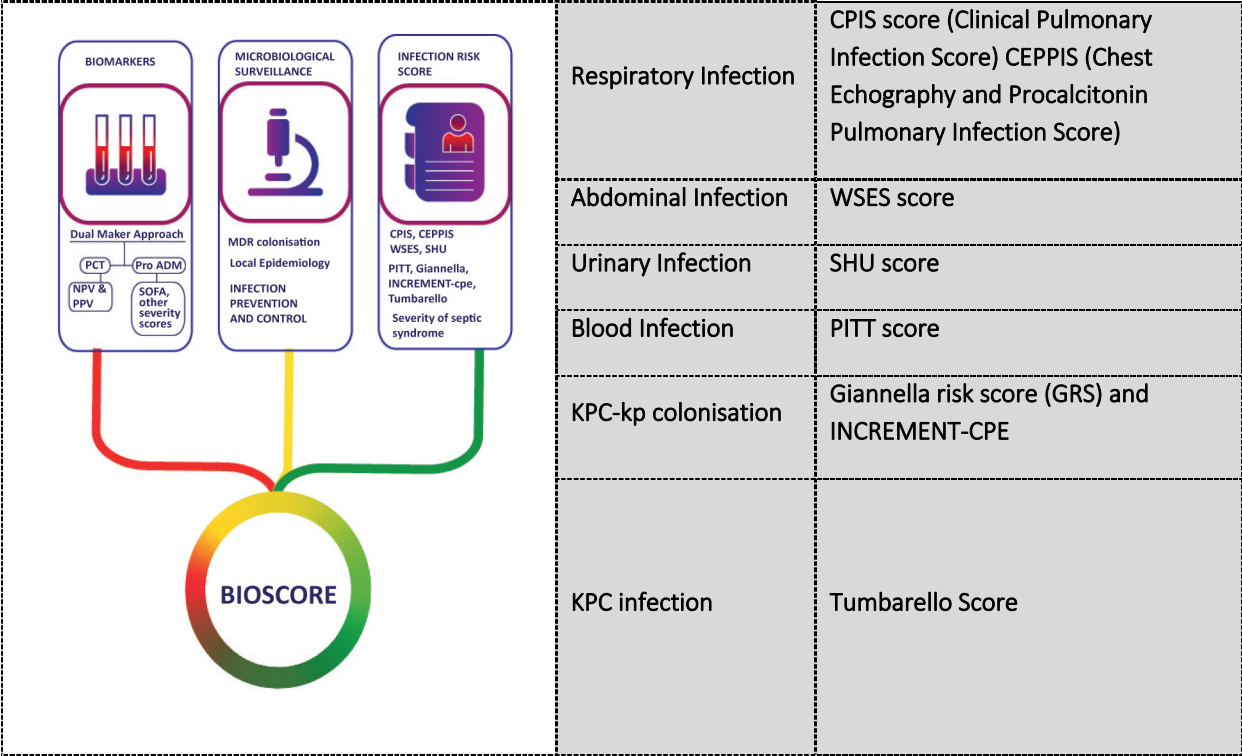 BIOMARKERS
Dual Maker Approach
PCT
Pro ADM
NPV &
PPV
SOFA,
other
severity
scores
MICROBIOLOGICAL
SURVEILLANCE
MDR colonisation
Local Epidemiology
INFECTION
PREVENTION
AND CONTROL
INFECTION RISK
SCORE
CPIS, CEPPIS
WSES, SHU
PITT, Giannella,
INCREMENT-cpe,
Tumbarello
Severity of septic
syndrome
BIOSCORE
Respiratory Infection
CPIS score (Clinical Pulmonary
Infection Score) CEPPIS (Chest
Echography and Procalcitonin
Pulmonary Infection Score)
Abdominal Infection
WSES score
Urinary Infection
SHU score
Blood Infection
PITT score
KPC-kp colonisation
Giannella risk score (GRS) and
INCREMENT-CPE
KPC infection
Tumbarello Score